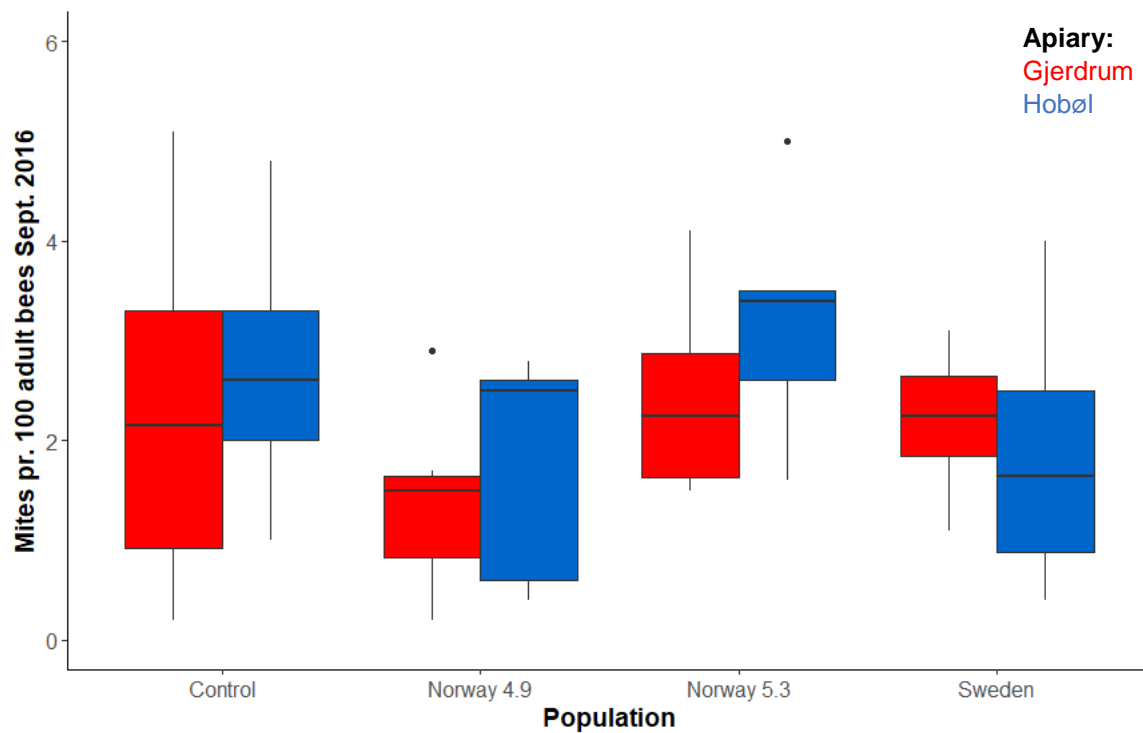 Apiary:
Gjerdrum
Hobøl
Mites pr. 100 adult bees Sept. 2016
6
4
2
0
Control
Norway 4.9
Norway 5.3
Sweden
Population